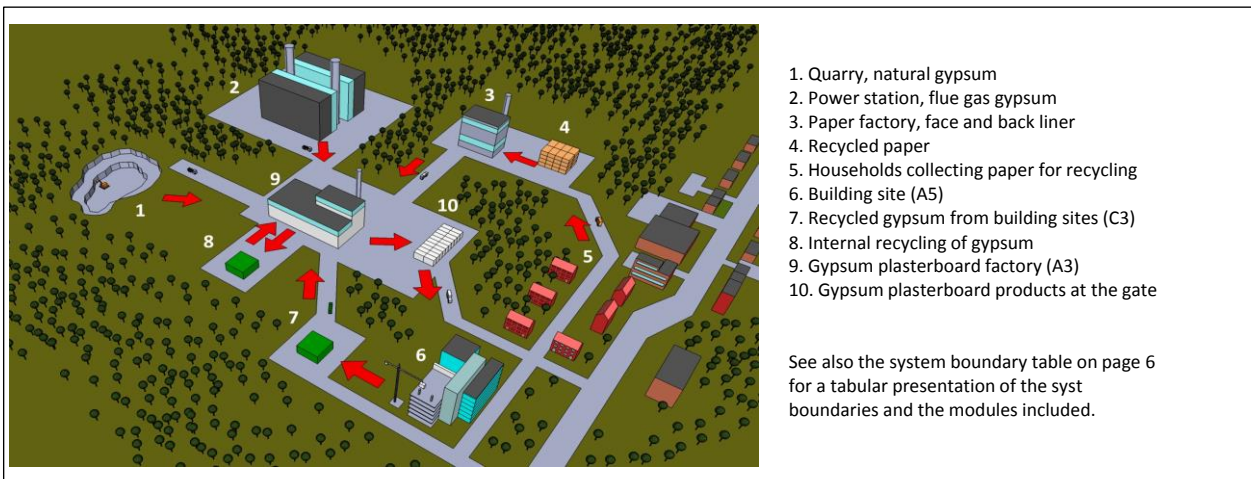 2
3
4
9
10
1
5
8
7
6
1. Quarry, natural gypsum
2. Power station, flue gas gypsum
3. Paper factory, face and back liner
4. Recycled paper
5. Households collecting paper for recycling
6. Building site (A5)
7. Recycled gypsum from building sites (C3)
8. Internal recycling of gypsum
9. Gypsum plasterboard factory (A3)
10. Gypsum plasterboard products at the gate
See also the system boundary table on page 6
for a tabular presentation of the syst
boundaries and the modules included.